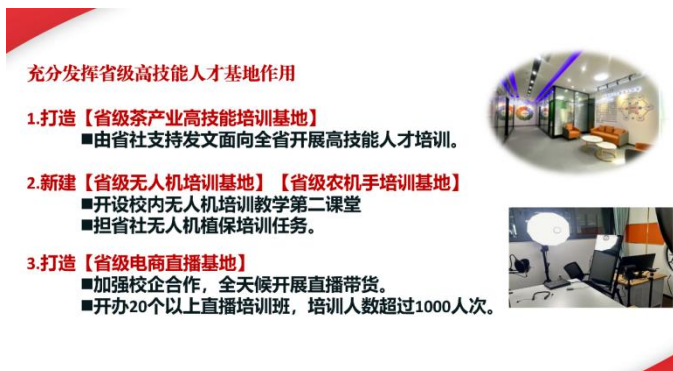 充分发挥省级高技能人才基地作用
1.打造【省级茶产业高技能培训基地】
■由省社支持发文面向全省开展高技能人才培训。
2.新建【省级无人机培训基地】【省级农机手培训基地】
■开设校内无人机培训教学第二课堂
■担省社无人机植保培训任务。
3.打造【省级电商直播基地】
■加强校企合作，全天候开展直播带货。
■开办20个以上直播培训班，培训人数超过1000人次。